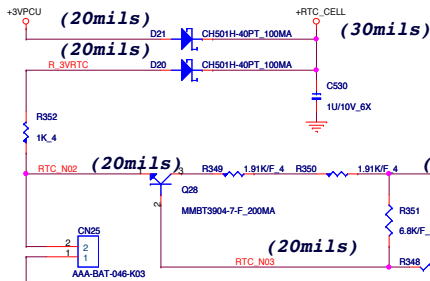 +3VPCU
(20mils)
+RTC_CELL
(30mils)
D21
CH501H-40PT_100MA
(20mils)
R_3VRTC
D20
CH501H-40PT_100MA
C530
1U/10V_6X
R352
1K_4
RTC_N02
(20mils)
3
R349
1.91K/F_4
R350
1.91K/F_4
(
Q28
MMBT3904-7-F_200MA
2
R351
6.8K/F_
CN25
2
2
1
1
AAA-BAT-046-K03
(20mils)
RTC_N03
R348